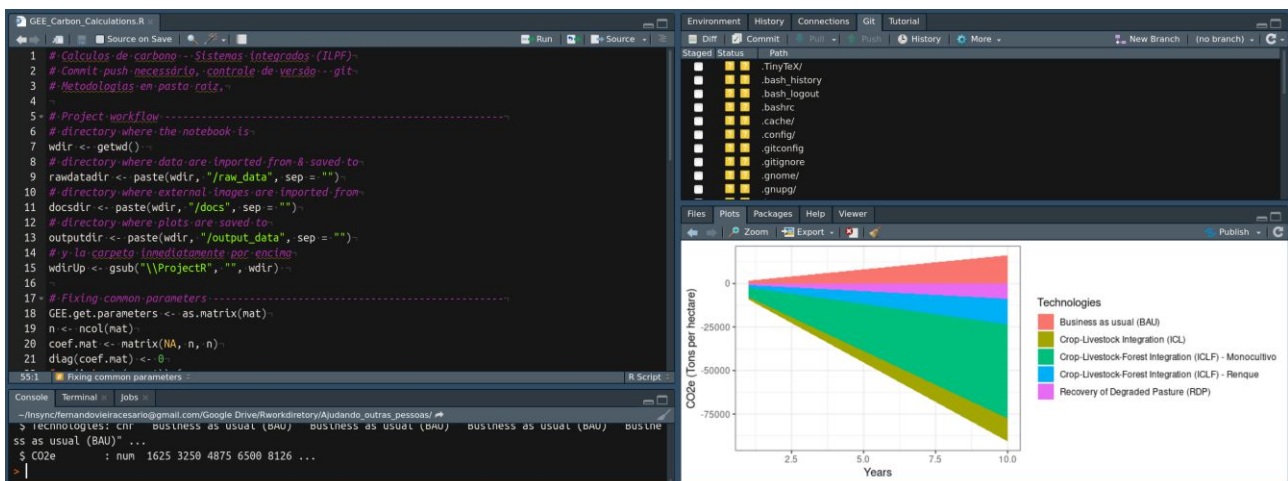 GEE_Carbon_Calculations.R
Source on Save
Run
Source
1 # Calculos de carbono - Sistemas integrados (ILPF)
2 # Commit push necessário, controle de versão - git
3 # Metodologias em pasta raiz,
4
5 # Project workflow
6 # directory where the notebook is
7 wdir <- getwd()
8 # directory where data are imported from & saved to
9 rawdatadir <- paste(wdir, "/raw_data", sep = "")
10 # directory where external images are imported from
11 docsdir <- paste(wdir, "/docs", sep = "")
12 # directory where plots are saved to
13 outputdir <- paste(wdir, "/output_data", sep = "")
14 # y la carpeta inmediatamente por encima
15 wdirUp <- gsub("\\ProjectR", "", wdir)
16
17 # Fixing common parameters
18 GEE.get.parameters <- as.matrix(mat)
19 n <- ncol(mat)
20 coef.mat <- matrix(NA, n, n)
21 diag(coef.mat) <- 0
55:1 Fixing common parameters R Script
Console Terminal Jobs
~/Insync/fernandovieiracesario@gmail.com/Google Drive/Rworkdiretory/Ajudando_outras_pessoas/
$ Technologies: chr "Business as usual (BAU)" "Business as usual (BAU)" "Business as usual (BAU)" "Busine
ss as usual (BAU)" ...
$ CO2e : num 1625 3250 4875 6500 8126 ...
>
Environment History Connections Git Tutorial
Diff Commit Pull Push History More New Branch (no branch)
Staged Status Path
.TinyTeX/
.bash_history
.bash_logout
.bashrc
.cache/
.config/
.gitconfig
.gitignore
.gnome/
.gnupg/
Files Plots Packages Help Viewer
Zoom Export Publish
CO2e (Tons per hectare)
0
-25000
-50000
-75000
2.5 5.0 7.5 10.0
Years
Technologies
Business as usual (BAU)
Crop-Livestock Integration (ICL)
Crop-Livestock-Forest Integration (ICLF) - Monocultivo
Crop-Livestock-Forest Integration (ICLF) - Renque
Recovery of Degraded Pasture (RDP)